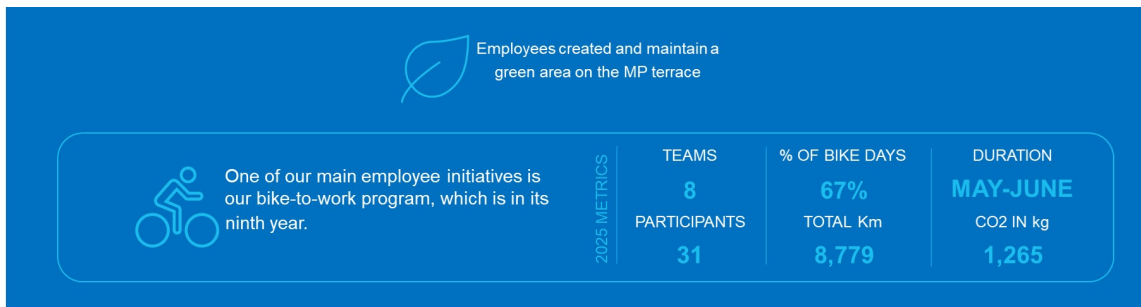 Employees created and maintain a
green area on the MP terrace
One of our main employee initiatives is
our bike-to-work program, which is in its
ninth year.
2025 METRICS
TEAMS
8
PARTICIPANTS
31
% OF BIKE DAYS
67%
TOTAL Km
8,779
DURATION
MAY-JUNE
CO2 IN kg
1,265